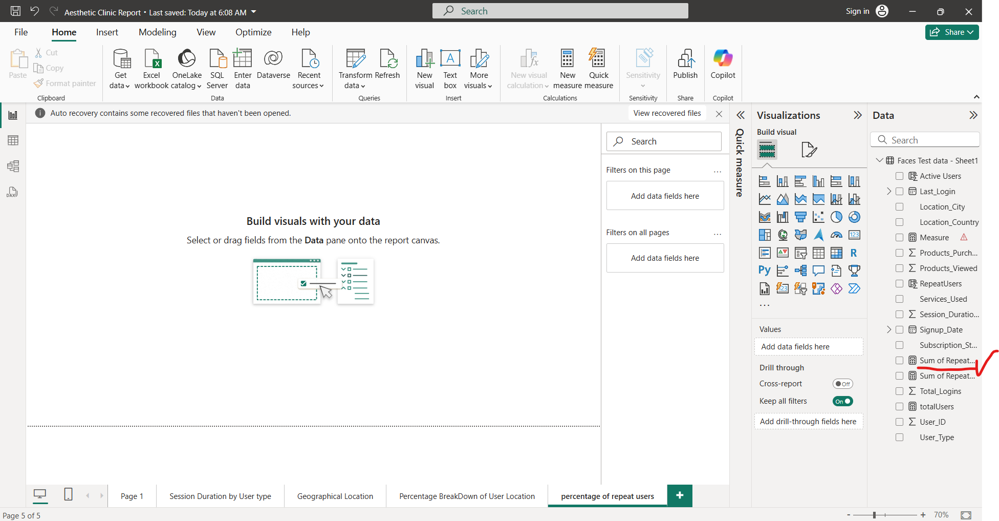 Aesthetic Clinic Report • Last saved: Today at 6:08 AM
Search
Sign in
File
Home
Insert
Modeling
View
Optimize
Help
Share
Paste
Cut
Copy
Format painter
Clipboard
Get data
Excel workbook
OneLake catalog
SQL Server
Enter data
Dataverse
Recent sources
Data
Transform data
Refresh
Queries
New visual
Text box
More visuals
Insert
New visual calculation
New measure
Quick measure
Calculations
Sensitivity
Sensitivity
Publish
Share
Copilot
Copilot
Auto recovery contains some recovered files that haven't been opened.
View recovered files
Build visuals with your data
Select or drag fields from the Data pane onto the report canvas.
Search
Filters on this page
...
Add data fields here
Filters on all pages
...
Add data fields here
Quick measure
Visualizations
Build visual
123
R
Py
123
...
Values
Add data fields here
Drill through
Cross-report
Off
Keep all filters
On
Add drill-through fields here
Data
Search
Faces Test data - Sheet1
Active Users
Last_Login
Location_City
Location_Country
Measure
Products_Purch...
Products_Viewed
RepeatUsers
Services_Used
Session_Duratio...
Signup_Date
Subscription_St...
Sum of Repeat...
Sum of Repeat...
Total_Logins
totalUsers
User_ID
User_Type
DAX
Page 1
Session Duration by User type
Geographical Location
Percentage BreakDown of User Location
percentage of repeat users
+
Page 5 of 5
- + 70%